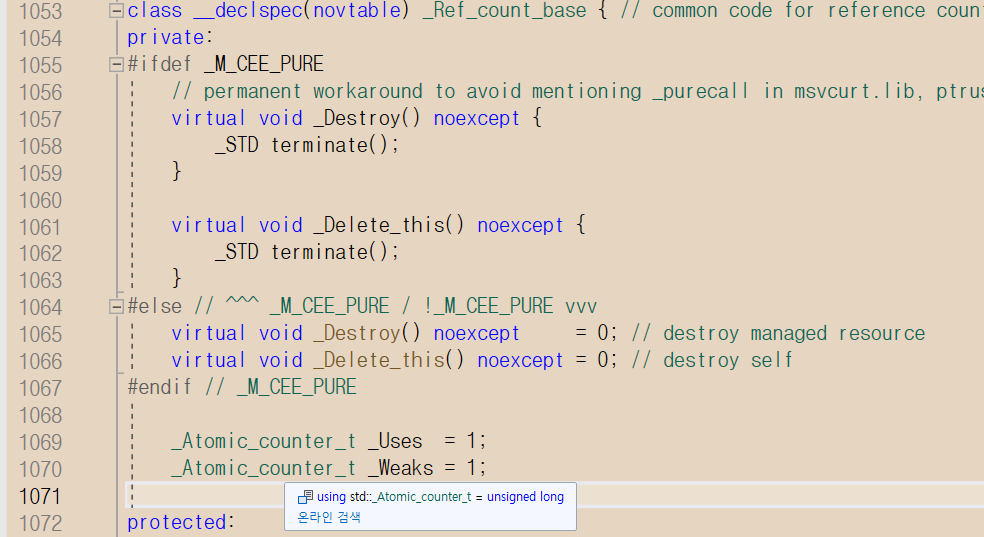 1053 class __declspec(novtable) _Ref_count_base { // common code for reference coun
1054 private:
1055 #ifdef _M_CEE_PURE
1056 // permanent workaround to avoid mentioning _purecall in msvcurt.lib, ptrus
1057 virtual void _Destroy() noexcept {
1058 _STD terminate();
1059 }
1060
1061 virtual void _Delete_this() noexcept {
1062 _STD terminate();
1063 }
1064 #else // ^^^ _M_CEE_PURE / !_M_CEE_PURE vvv
1065 virtual void _Destroy() noexcept = 0; // destroy managed resource
1066 virtual void _Delete_this() noexcept = 0; // destroy self
1067 #endif // _M_CEE_PURE
1068
1069 _Atomic_counter_t _Uses = 1;
1070 _Atomic_counter_t _Weaks = 1;
1071
using std::_Atomic_counter_t = unsigned long
온라인 검색
1072 protected: